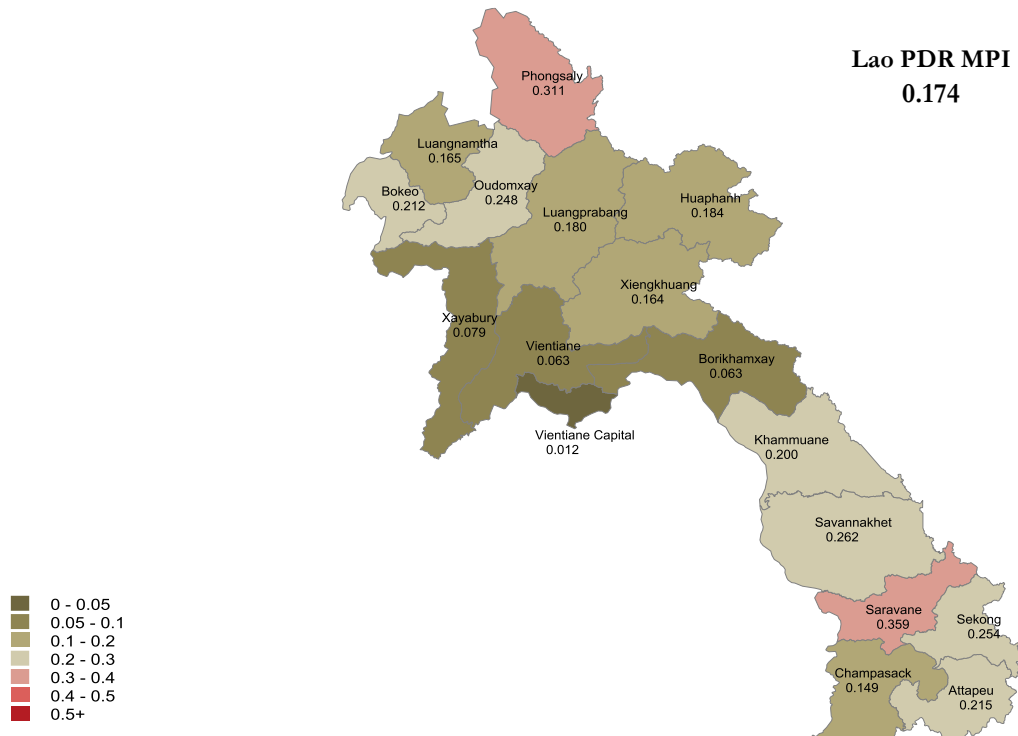 Lao PDR MPI
0.174
Phongsaly
0.311
Luangnamtha
0.165
Oudomxay
0.248
Bokeo
0.212
Luangprabang
0.180
Huaphanh
0.184
Xiengkhuang
0.164
Xayabury
0.079
Vientiane
0.063
Borikhamxay
0.063
Vientiane Capital
0.012
Khammuane
0.200
Savannakhet
0.262
Saravane
0.359
Sekong
0.254
Champasack
0.149
Attapeu
0.215
0 - 0.05
0.05 - 0.1
0.1 - 0.2
0.2 - 0.3
0.3 - 0.4
0.4 - 0.5
0.5+